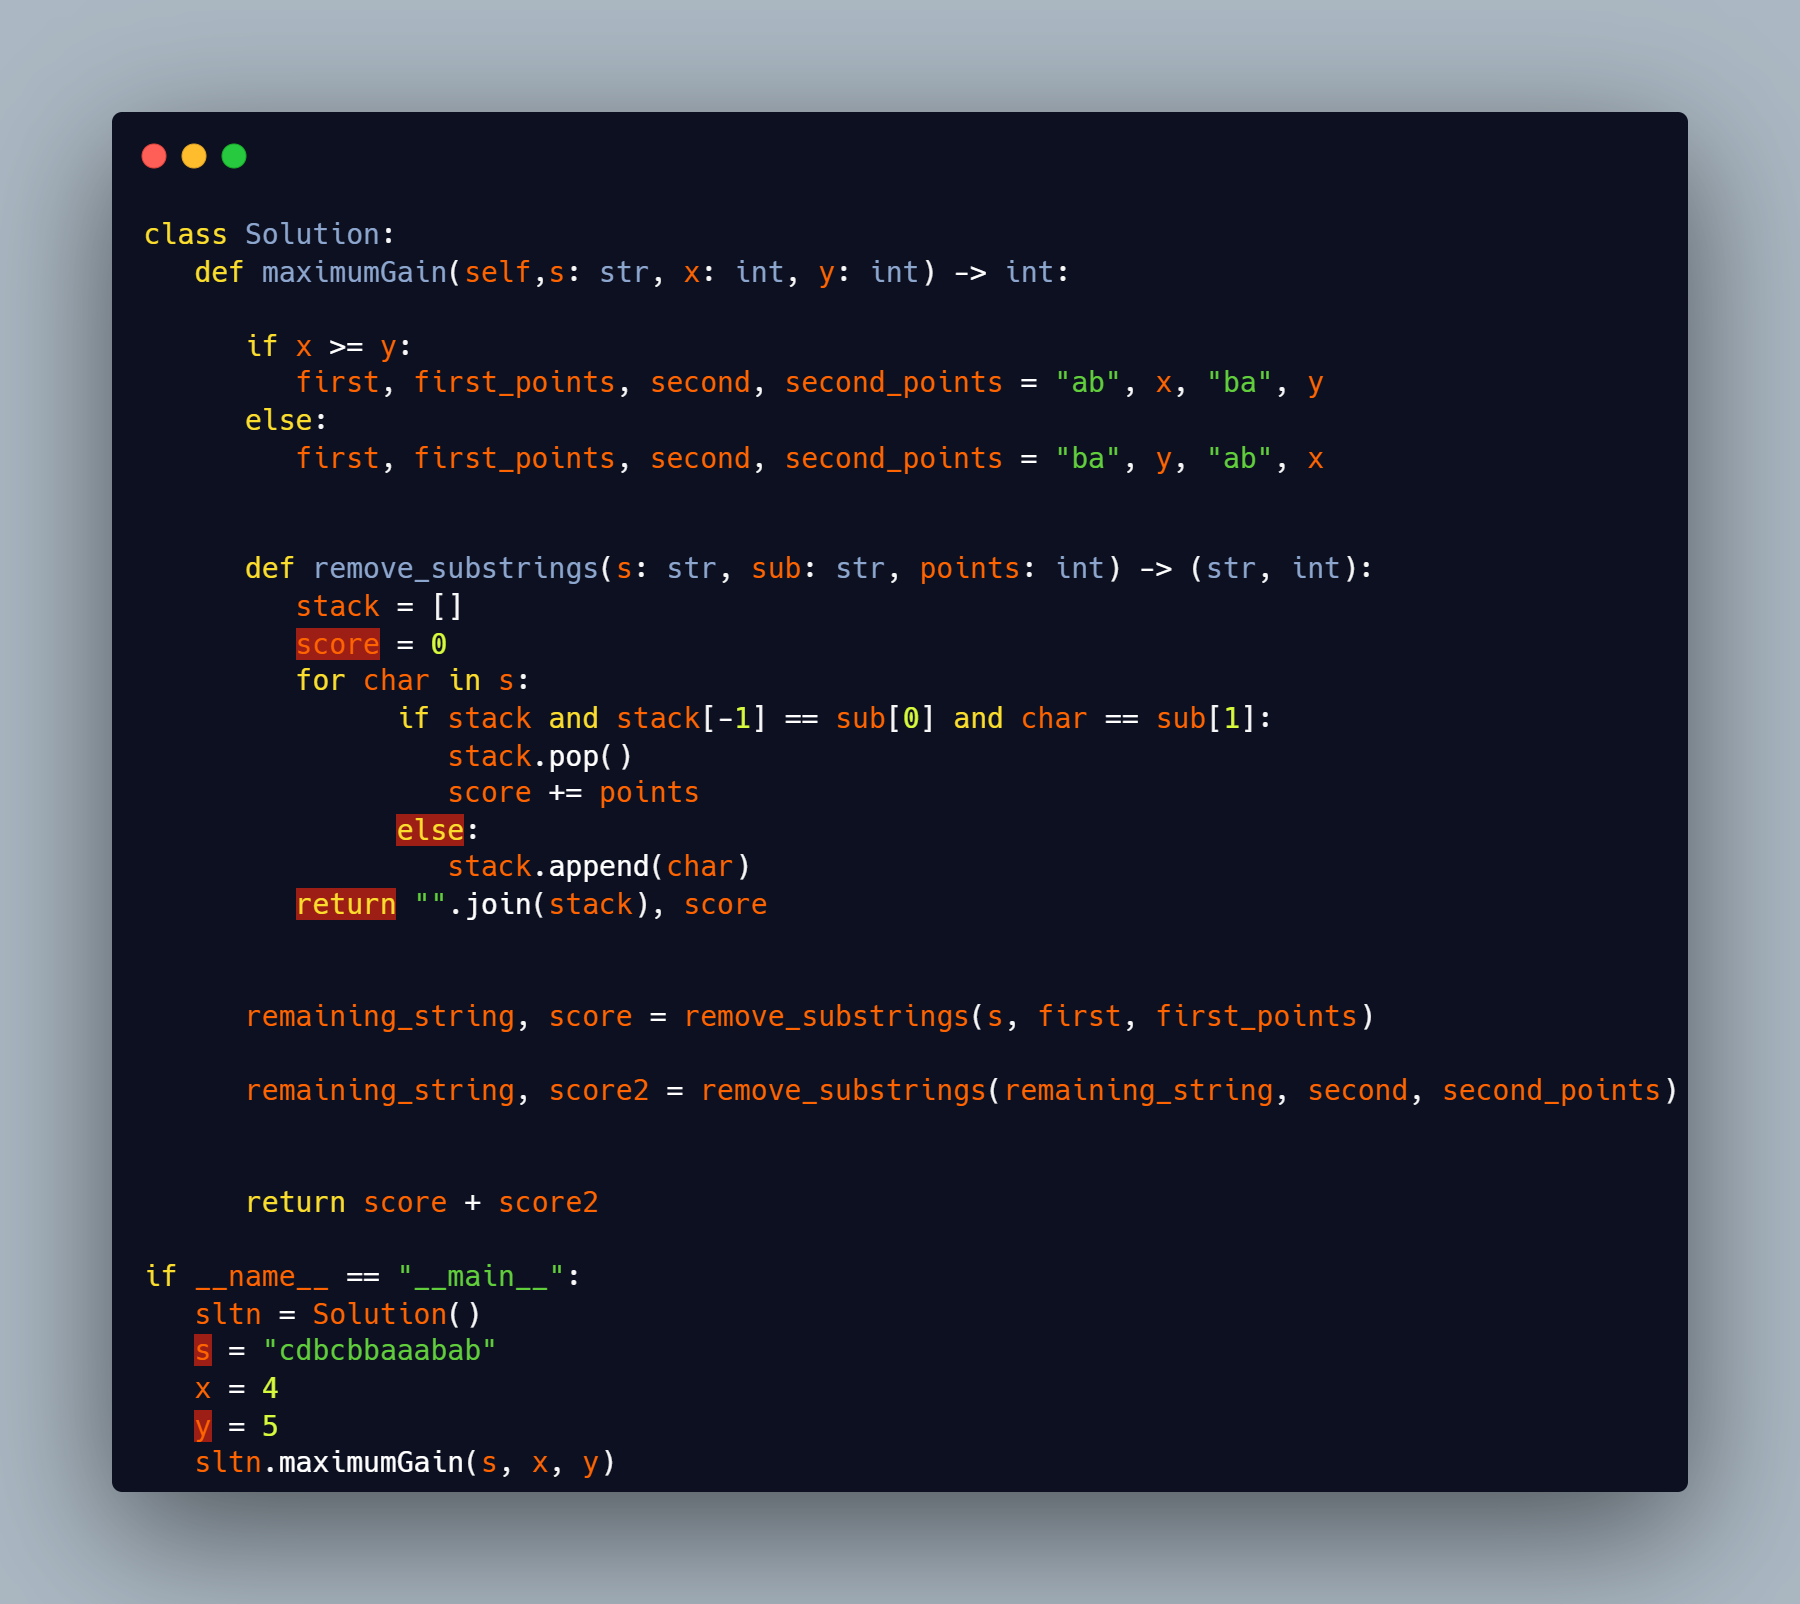 class Solution:
   def maximumGain(self,s: str, x: int, y: int) -> int:
      if x >= y:
         first, first_points, second, second_points = "ab", x, "ba", y
      else:
         first, first_points, second, second_points = "ba", y, "ab", x
      def remove_substrings(s: str, sub: str, points: int) -> (str, int):
         stack = []
         score = 0
         for char in s:
               if stack and stack[-1] == sub[0] and char == sub[1]:
                  stack.pop()
                  score += points
               else:
                  stack.append(char)
         return "".join(stack), score
      remaining_string, score = remove_substrings(s, first, first_points)
      remaining_string, score2 = remove_substrings(remaining_string, second, second_points)
      return score + score2
if __name__ == "__main__":
   sltn = Solution()
   s = "cdbcbbaaabab"
   x = 4
   y = 5
   sltn.maximumGain(s, x, y)